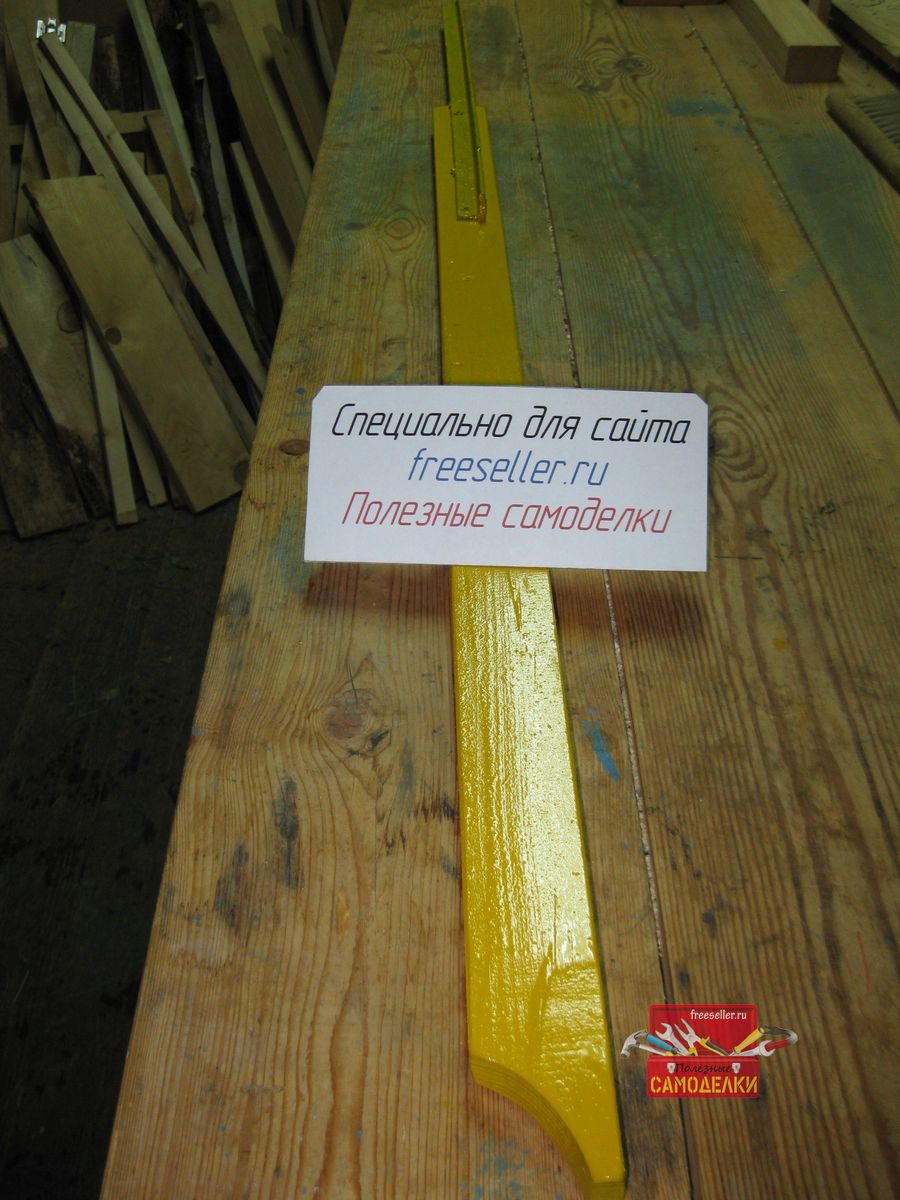 Специально для сайта
freeseller.ru
Полезные самоделки
freeseller.ru
Полезные
САМОДЕЛКИ